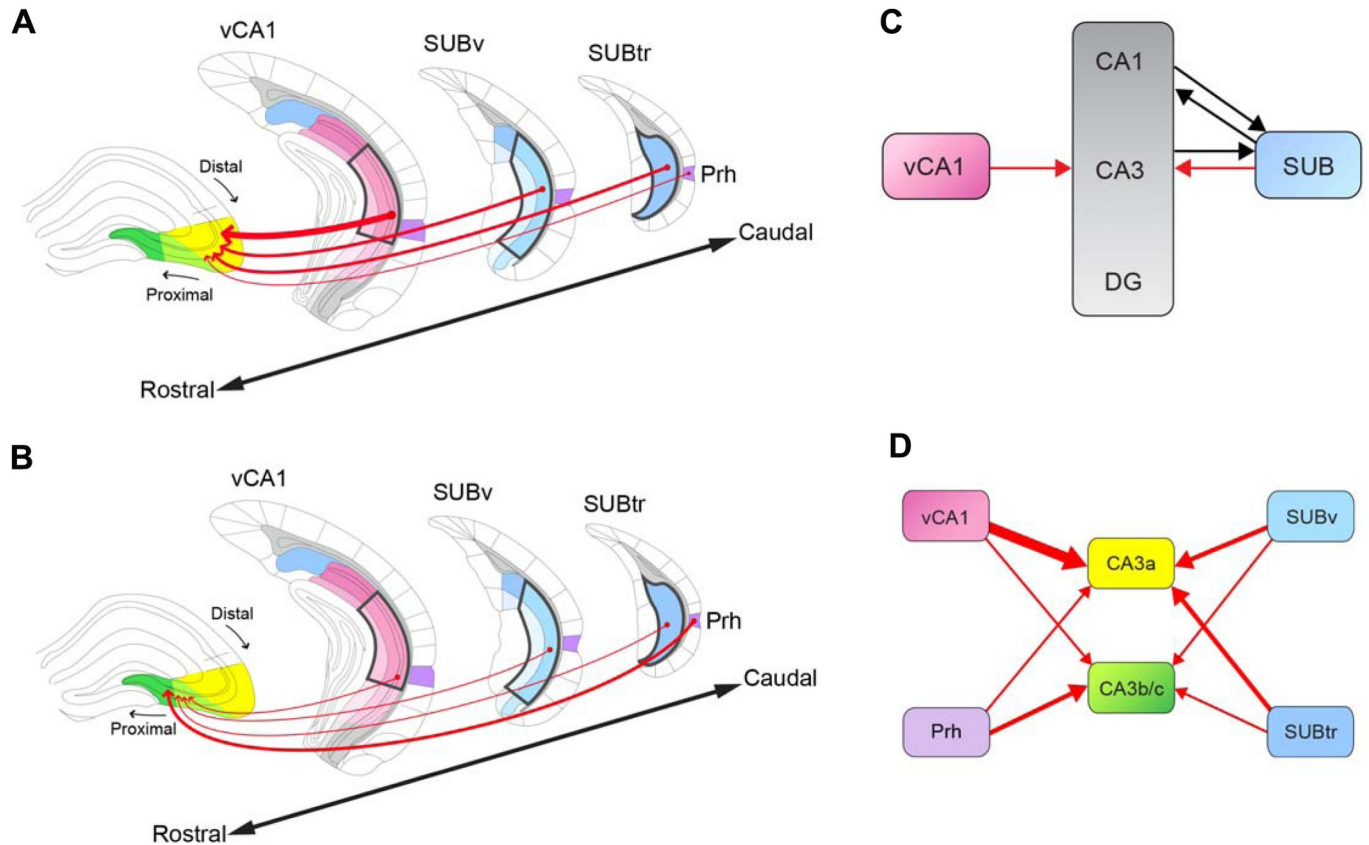 A
vCA1
SUBv
SUBtr
Prh
Distal
Proximal
Caudal
Rostral
B
vCA1
SUBv
SUBtr
Prh
Distal
Proximal
Caudal
Rostral
C
CA1
vCA1
CA3
SUB
DG
D
vCA1
SUBv
CA3a
CA3b/c
Prh
SUBtr